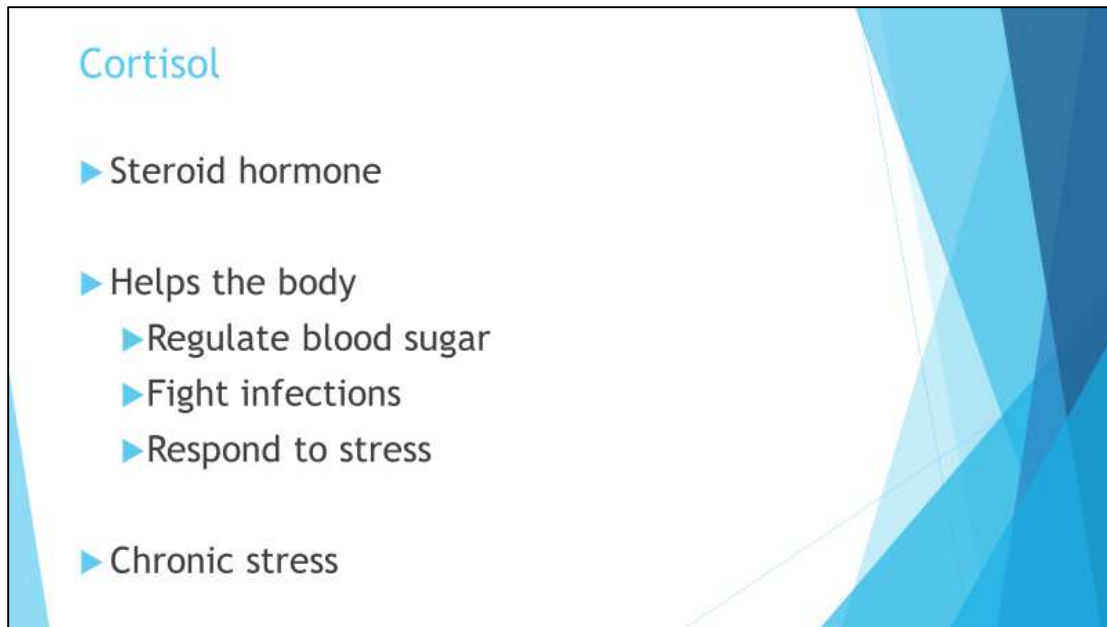 Cortisol
Steroid hormone
Helps the body
Regulate blood sugar
Fight infections
Respond to stress
Chronic stress